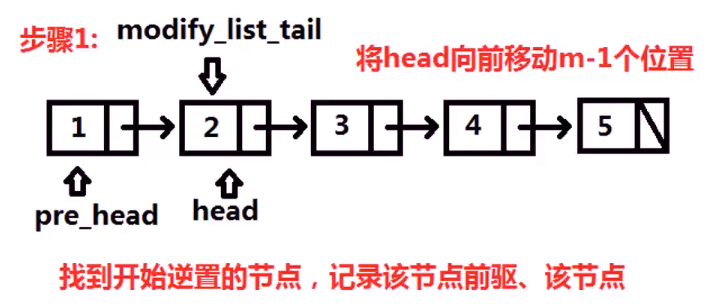 步骤1: modify_list_tail
将head向前移动m-1个位置
1 2 3 4 5
pre_head head
找到开始逆置的节点，记录该节点前驱、该节点